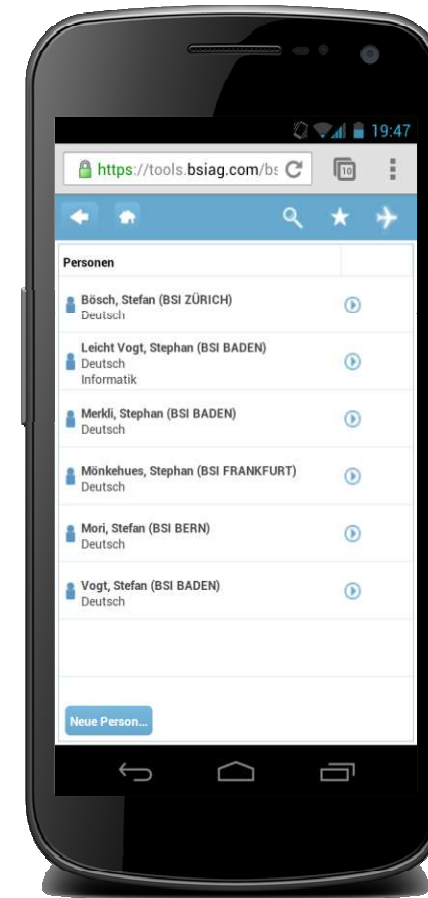 19:47
https://tools.bsiag.com/bs
10
Personen
Bösch, Stefan (BSI ZÜRICH)
Deutsch
Leicht Vogt, Stephan (BSI BADEN)
Deutsch
Informatik
Merkli, Stephan (BSI BADEN)
Deutsch
Mönkehues, Stephan (BSI FRANKFURT)
Deutsch
Mori, Stefan (BSI BERN)
Deutsch
Vogt, Stefan (BSI BADEN)
Deutsch
Neue Person...